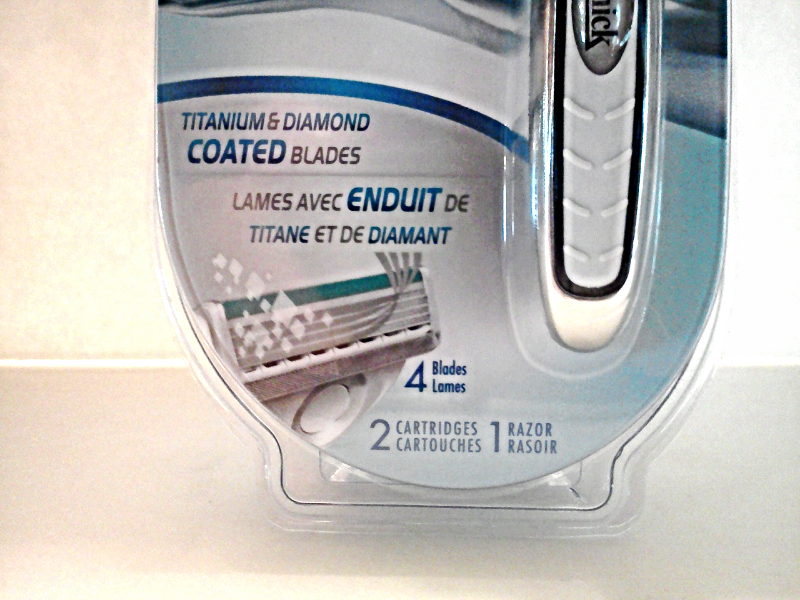 TITANIUM & DIAMOND
COATED BLADES
LAMES AVEC ENDUIT DE
TITANE ET DE DIAMANT
4 Blades
Lames
2 CARTRIDGES 1 RAZOR
CARTOUCHES RASOIR